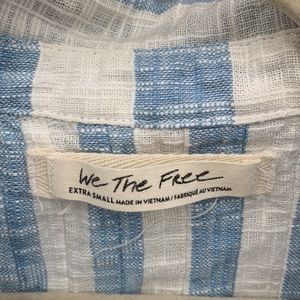 We The Free
EXTRA SMALL MADE IN VIETNAM / FABRIQUÉ AU VIETNAM